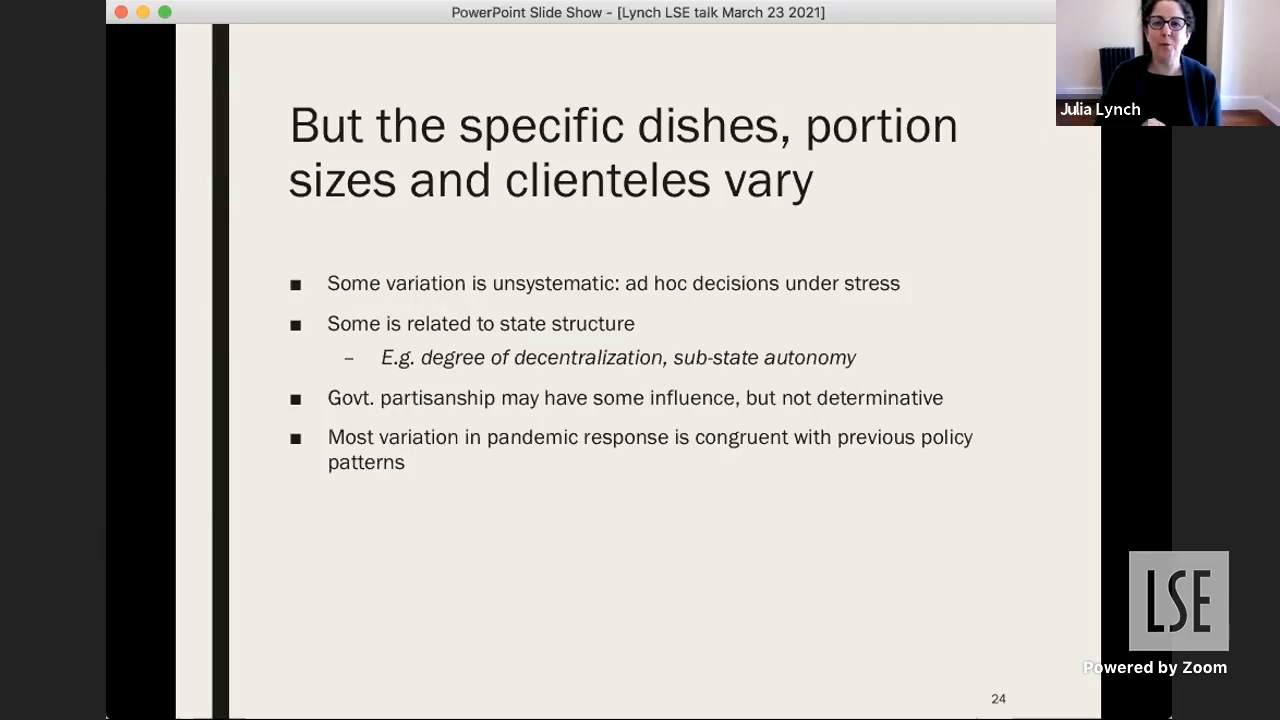 PowerPoint Slide Show - [Lynch LSE talk March 23 2021]
Julia Lynch
But the specific dishes, portion
sizes and clienteles vary
■ Some variation is unsystematic: ad hoc decisions under stress
■ Some is related to state structure
– E.g. degree of decentralization, sub-state autonomy
■ Govt. partisanship may have some influence, but not determinative
■ Most variation in pandemic response is congruent with previous policy
patterns
LSE
Powered by Zoom
24